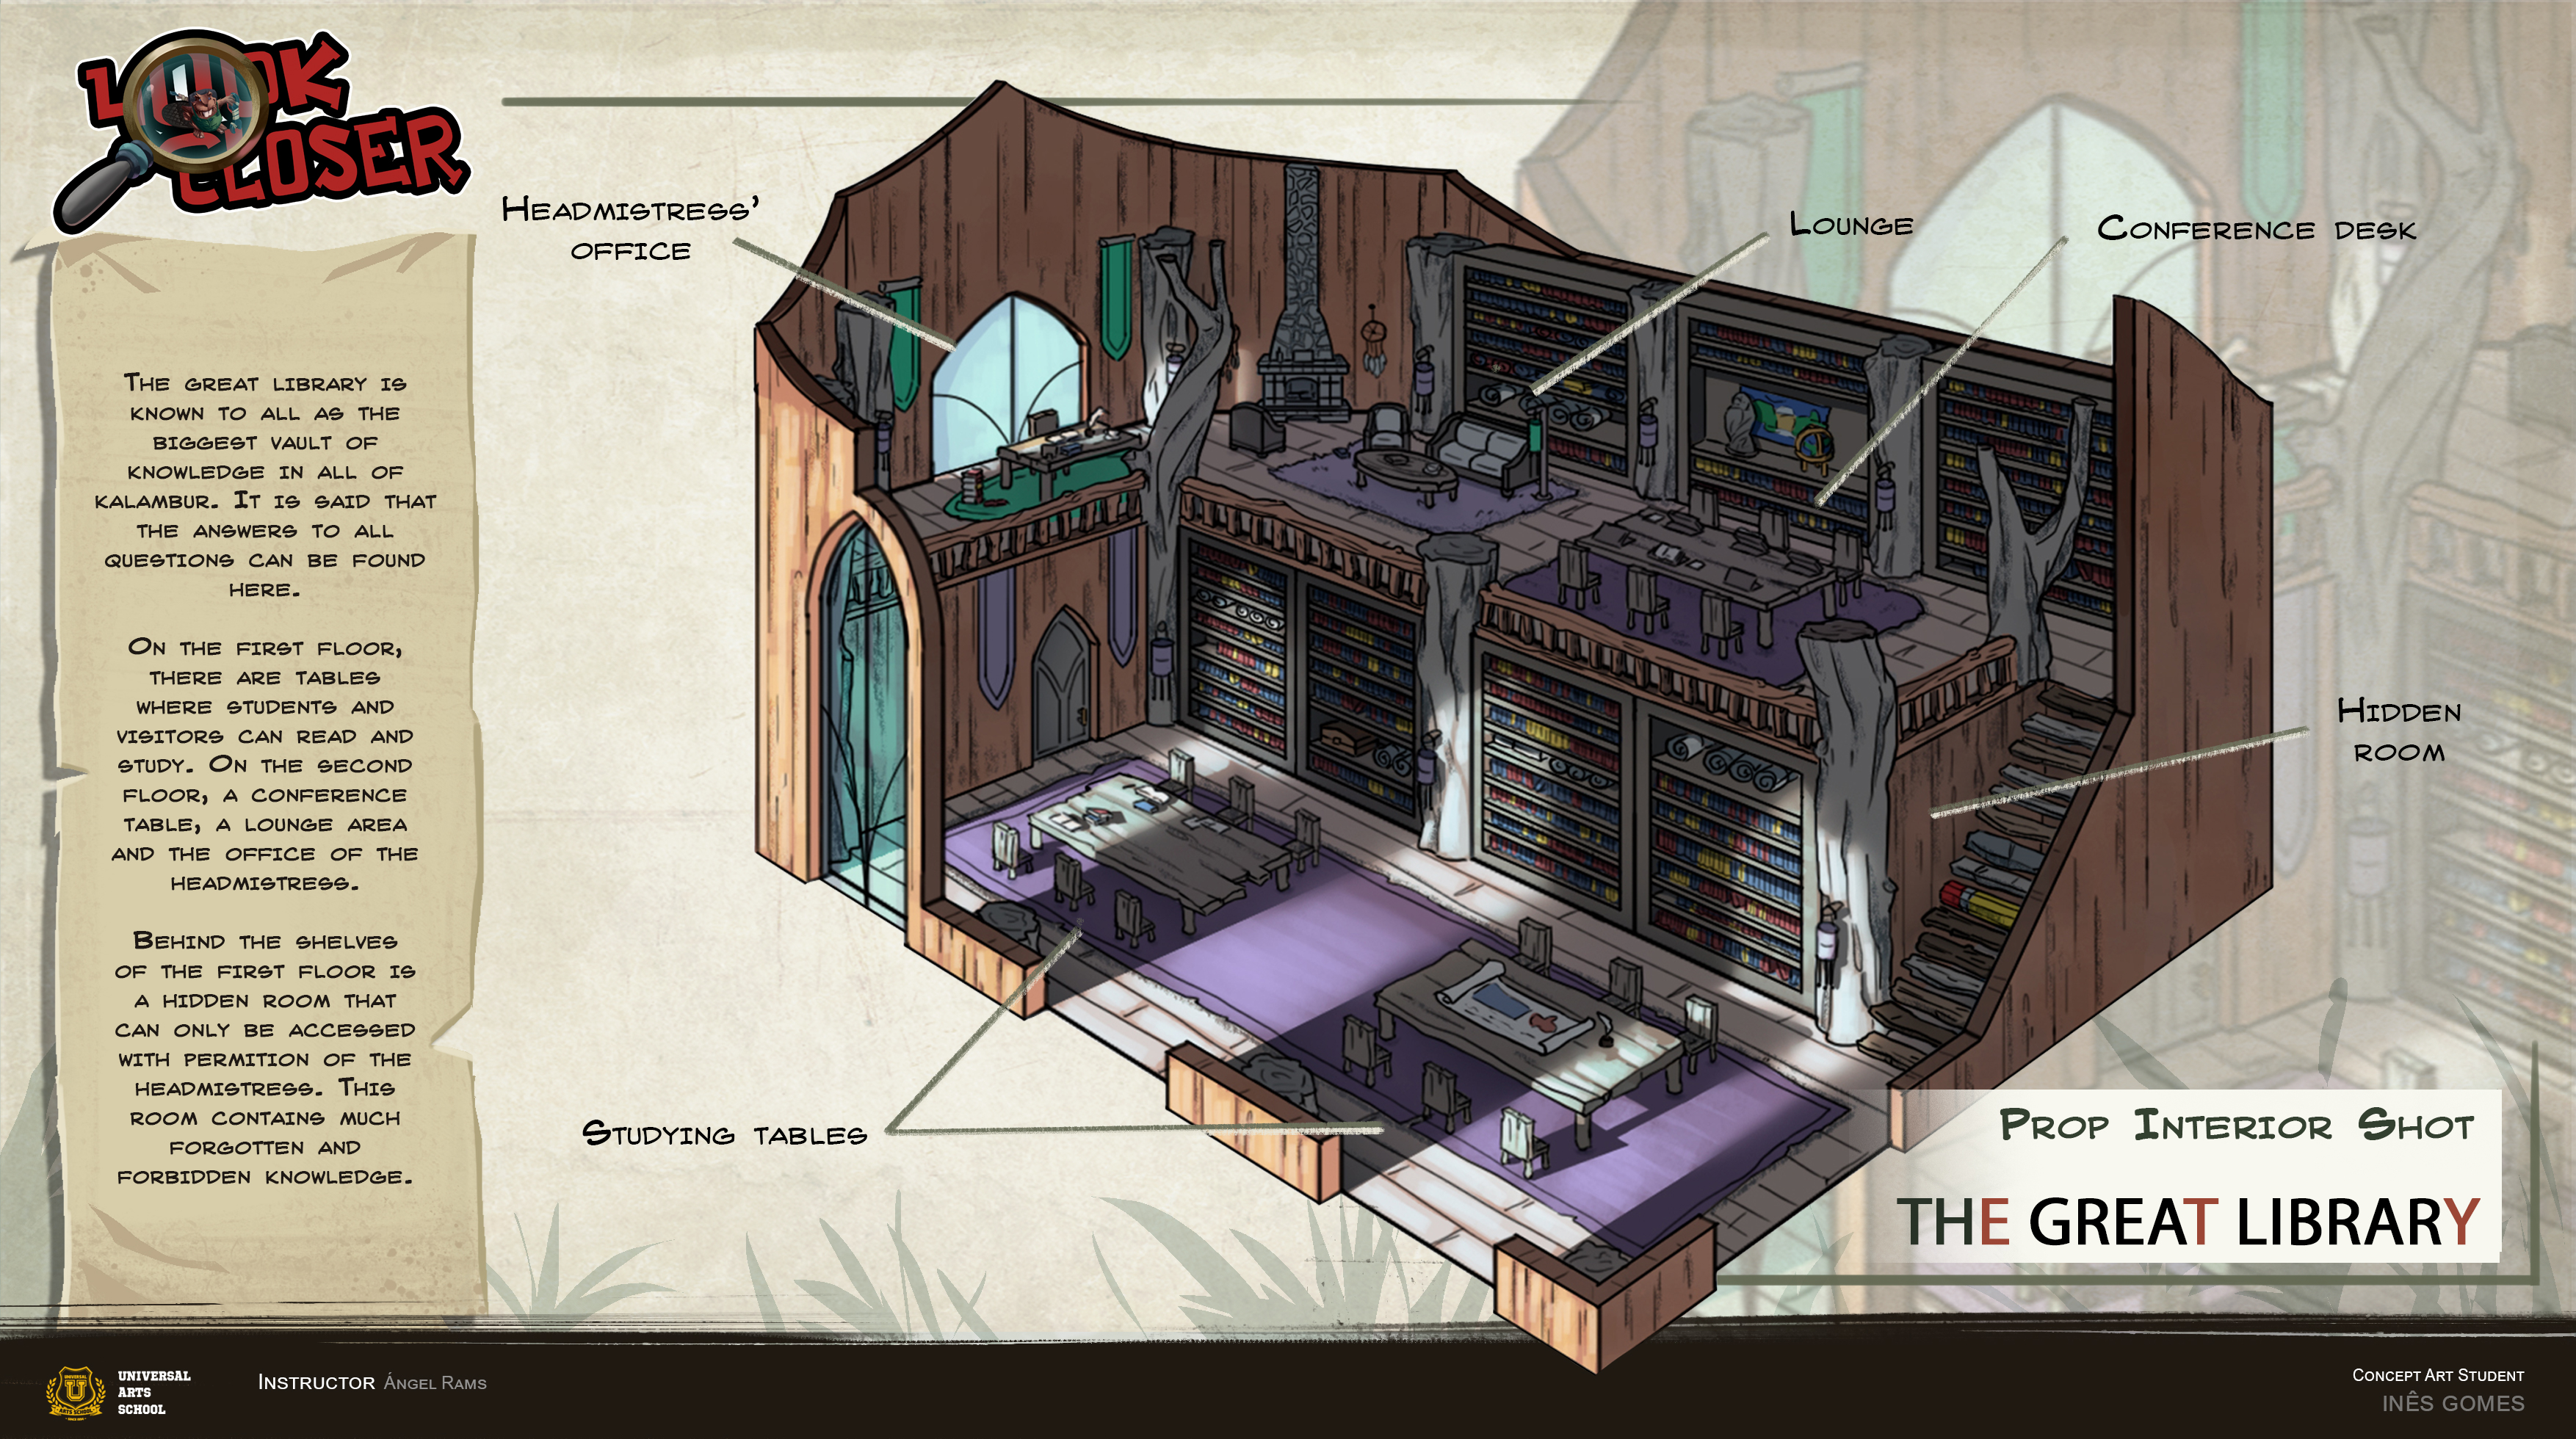 LOOK
CLOSER
HEADMISTRESS'
OFFICE
LOUNGE
CONFERENCE DESK
THE GREAT LIBRARY IS
KNOWN TO ALL AS THE
BIGGEST VAULT OF
KNOWLEDGE IN ALL OF
KALAMBUR. IT IS SAID THAT
THE ANSWERS TO ALL
QUESTIONS CAN BE FOUND
HERE.
ON THE FIRST FLOOR,
THERE ARE TABLES
WHERE STUDENTS AND
VISITORS CAN READ AND
STUDY. ON THE SECOND
FLOOR, A CONFERENCE
TABLE, A LOUNGE AREA
AND THE OFFICE OF THE
HEADMISTRESS.
BEHIND THE SHELVES
OF THE FIRST FLOOR IS
A HIDDEN ROOM THAT
CAN ONLY BE ACCESSED
WITH PERMITION OF THE
HEADMISTRESS. THIS
ROOM CONTAINS MUCH
FORGOTTEN AND
FORBIDDEN KNOWLEDGE.
HIDDEN
ROOM
STUDYING TABLES
PROP INTERIOR SHOT
THE GREAT LIBRARY
UNIVERSAL
ARTS
SCHOOL
INSTRUCTOR ÁNGEL RAMS
CONCEPT ART STUDENT
INÊS GOMES